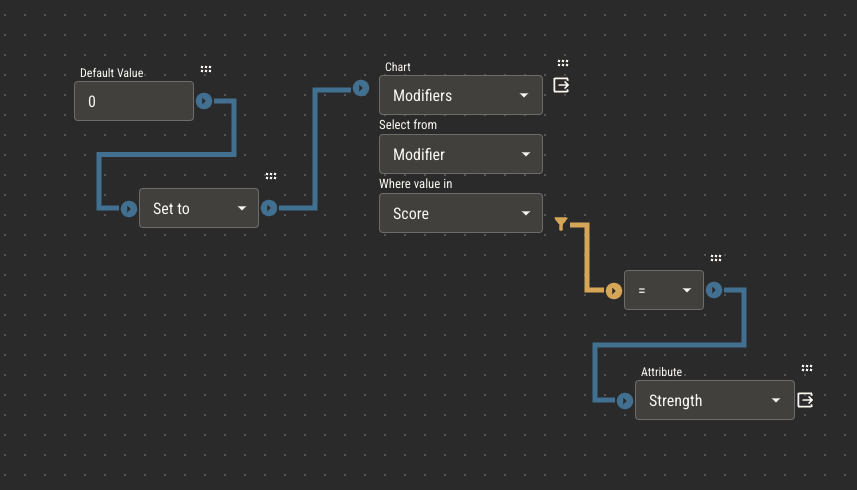 Default Value
0
Set to
Chart
Modifiers
Select from
Modifier
Where value in
Score
=
Attribute
Strength